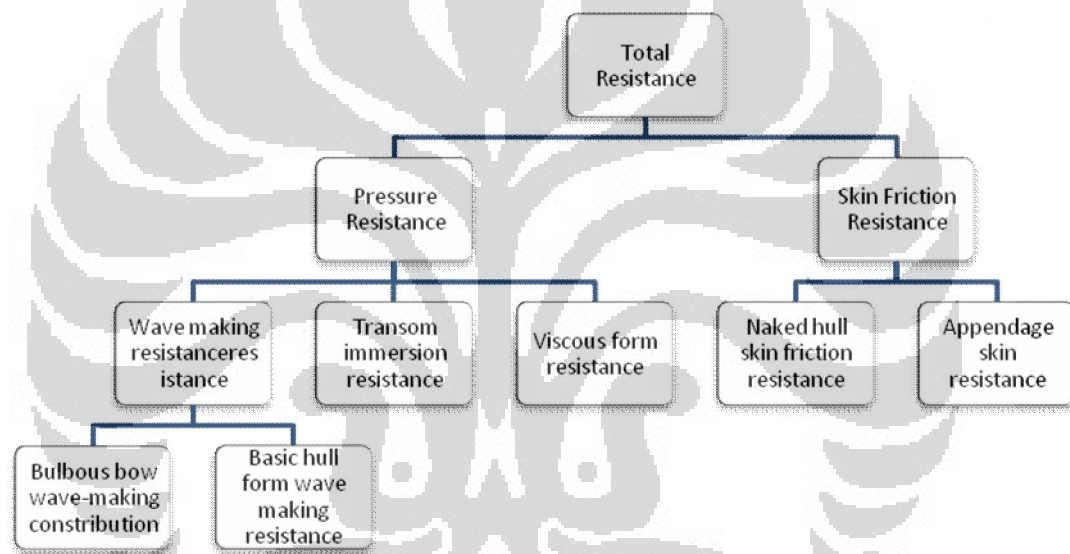 Total
Resistance
Pressure
Resistance
Skin Friction
Resistance
Wave making
resistanceres
istance
Transom
immersion
resistance
Viscous form
resistance
Naked hull
skin friction
resistance
Appendage
skin
resistance
Bulbous bow
wave-making
constribution
Basic hull
form wave
making
resistance